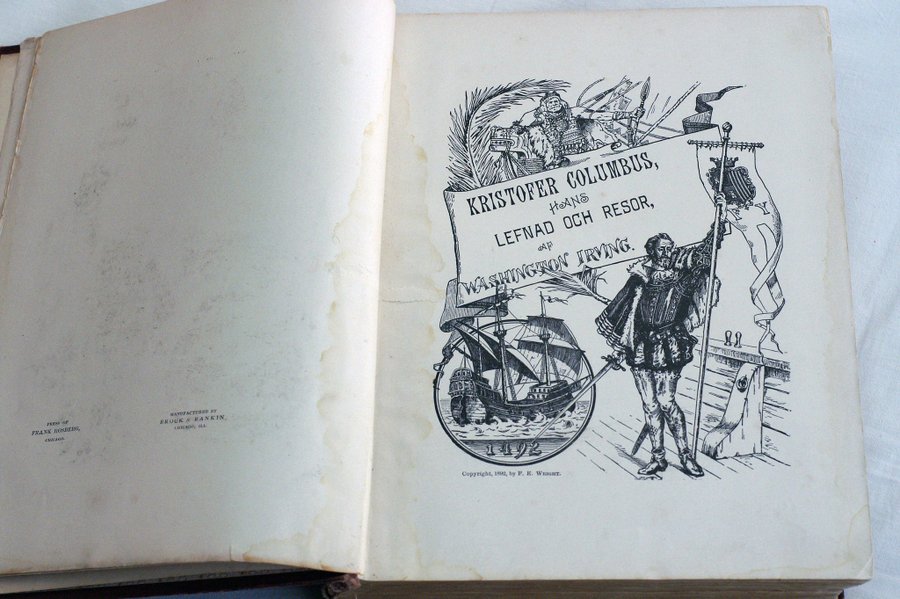 PRESS OF
FRANK ROSBERG,
CHICAGO.
MANUFACTURED BY
BROCK & RANKIN,
CHICAGO, ILL.
KRISTOFER COLUMBUS,
HANS
LEFNAD OCH RESOR,
AF
WASHINGTON IRVING.
1492
Copyright, 1892, by F. E. WRIGHT.